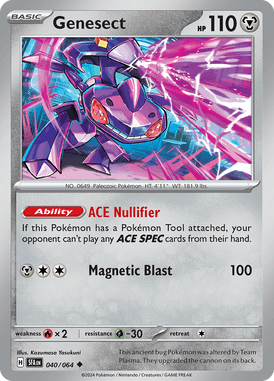 BASIC
Genesect
HP 110
NO. 0649 Paleozoic Pokémon HT: 4'11" WT: 181.9 lbs.
Ability ACE Nullifier
If this Pokémon has a Pokémon Tool attached, your
opponent can't play any ACE SPEC cards from their hand.
Magnetic Blast 100
weakness ×2 resistance -30 retreat
Illus. Kazumasa Yasukuni
H SFA EN 040/064
This ancient bug Pokémon was altered by Team
Plasma. They upgraded the cannon on its back.
©2024 Pokémon / Nintendo / Creatures / GAME FREAK